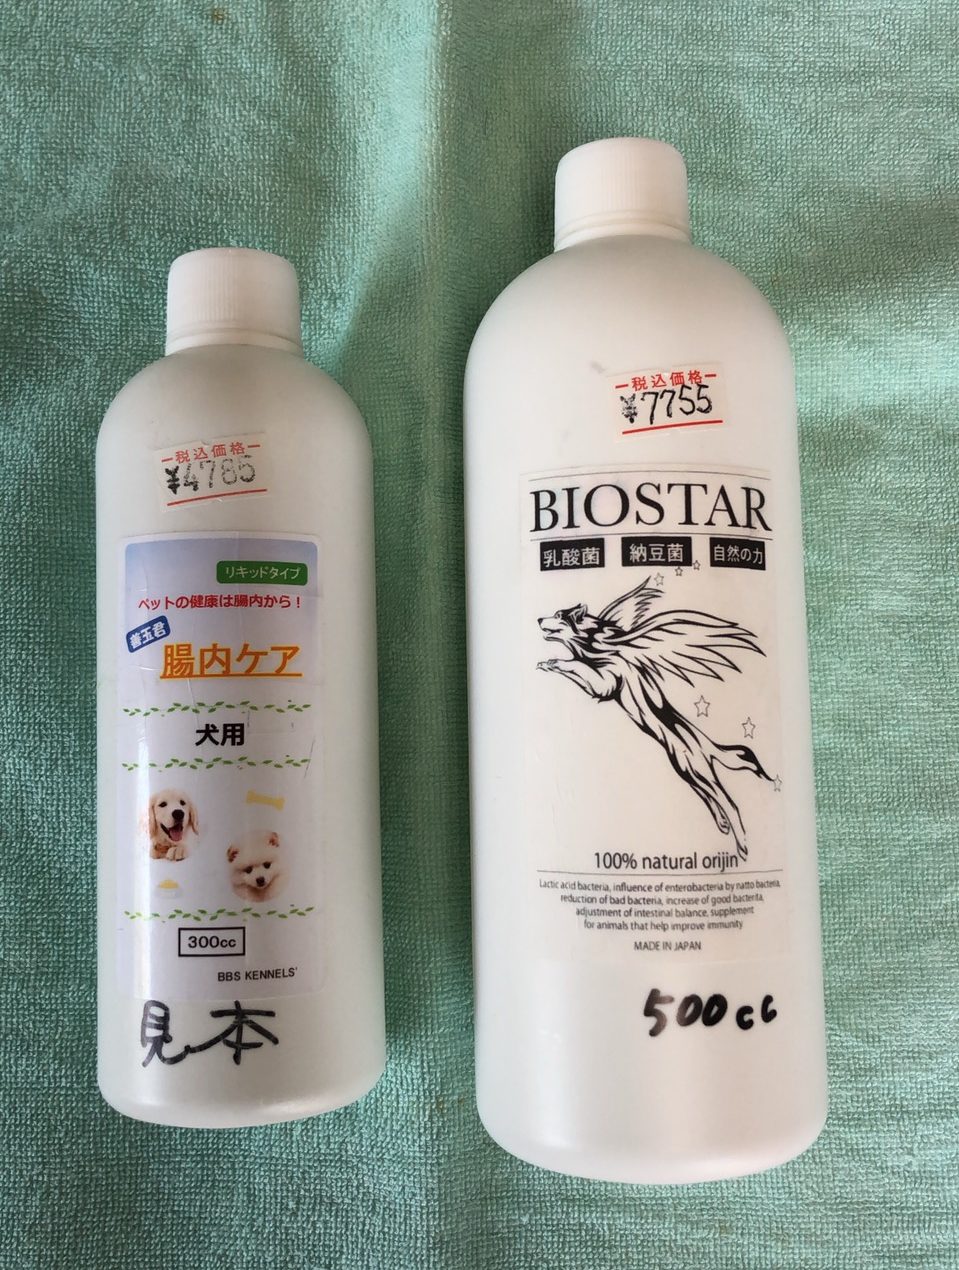 税込価格
¥4785
リキッドタイプ
ペットの健康は腸内から!
善玉君
腸内ケア
犬用
300cc
BBS KENNELS'
見本
税込価格
¥7755
BIOSTAR
乳酸菌 納豆菌 自然の力
100% natural orijin
Lactic acid bacteria, influence of enterobacteria by natto bacteria,
reduction of bad bacteria, increase of good bacterita,
adjustment of intestinal balance, supplement
for animals that help improve immunity
MADE IN JAPAN
500cc